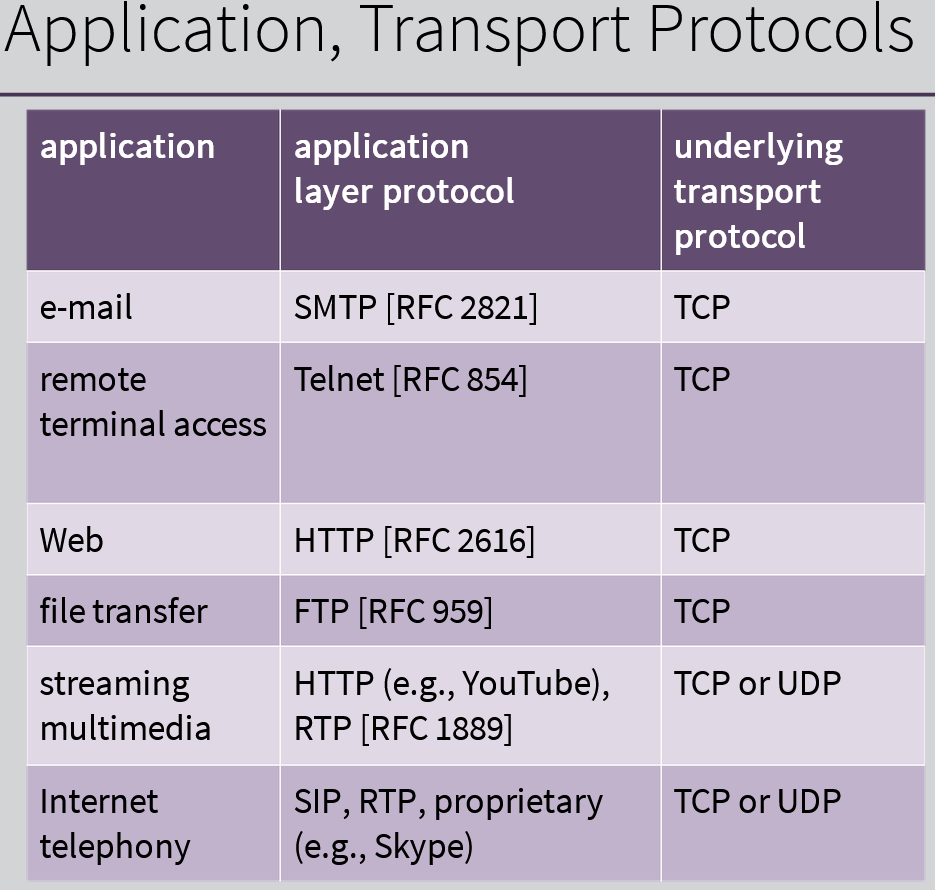 Application, Transport Protocols
application
application
layer protocol
underlying
transport
protocol
e-mail
SMTP [RFC 2821]
TCP
remote
terminal access
Telnet [RFC 854]
TCP
Web
HTTP [RFC 2616]
TCP
file transfer
FTP [RFC 959]
TCP
streaming
multimedia
HTTP (e.g., YouTube),
RTP [RFC 1889]
TCP or UDP
Internet
telephony
SIP, RTP, proprietary
(e.g., Skype)
TCP or UDP